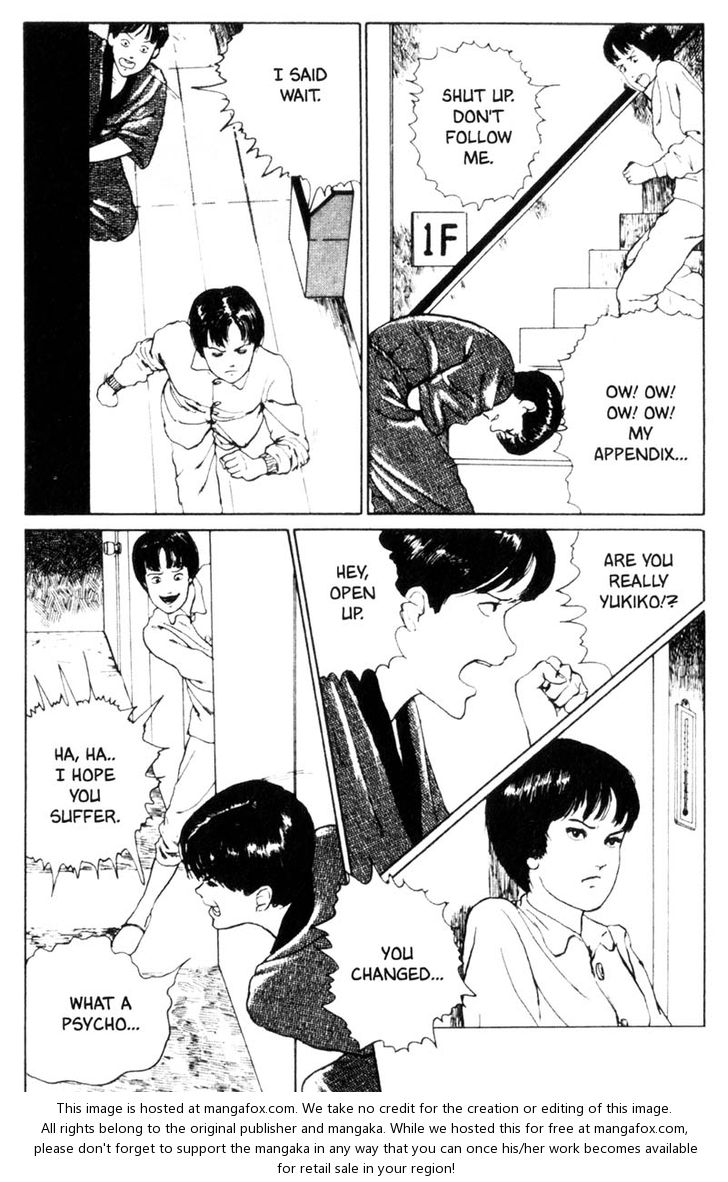 I SAID
WAIT.
SHUT UP.
DON'T
FOLLOW
ME.
1F
OW! OW!
OW! OW!
MY
APPENDIX...
HA, HA..
I HOPE
YOU
SUFFER.
WHAT A
PSYCHO...
HEY,
OPEN
UP.
ARE YOU
REALLY
YUKIKO!?
YOU
CHANGED...
This image is hosted at mangafox.com. We take no credit for the creation or editing of this image.
All rights belong to the original publisher and mangaka. While we hosted this for free at mangafox.com,
please don't forget to support the mangaka in any way that you can once his/her work becomes available
for retail sale in your region!